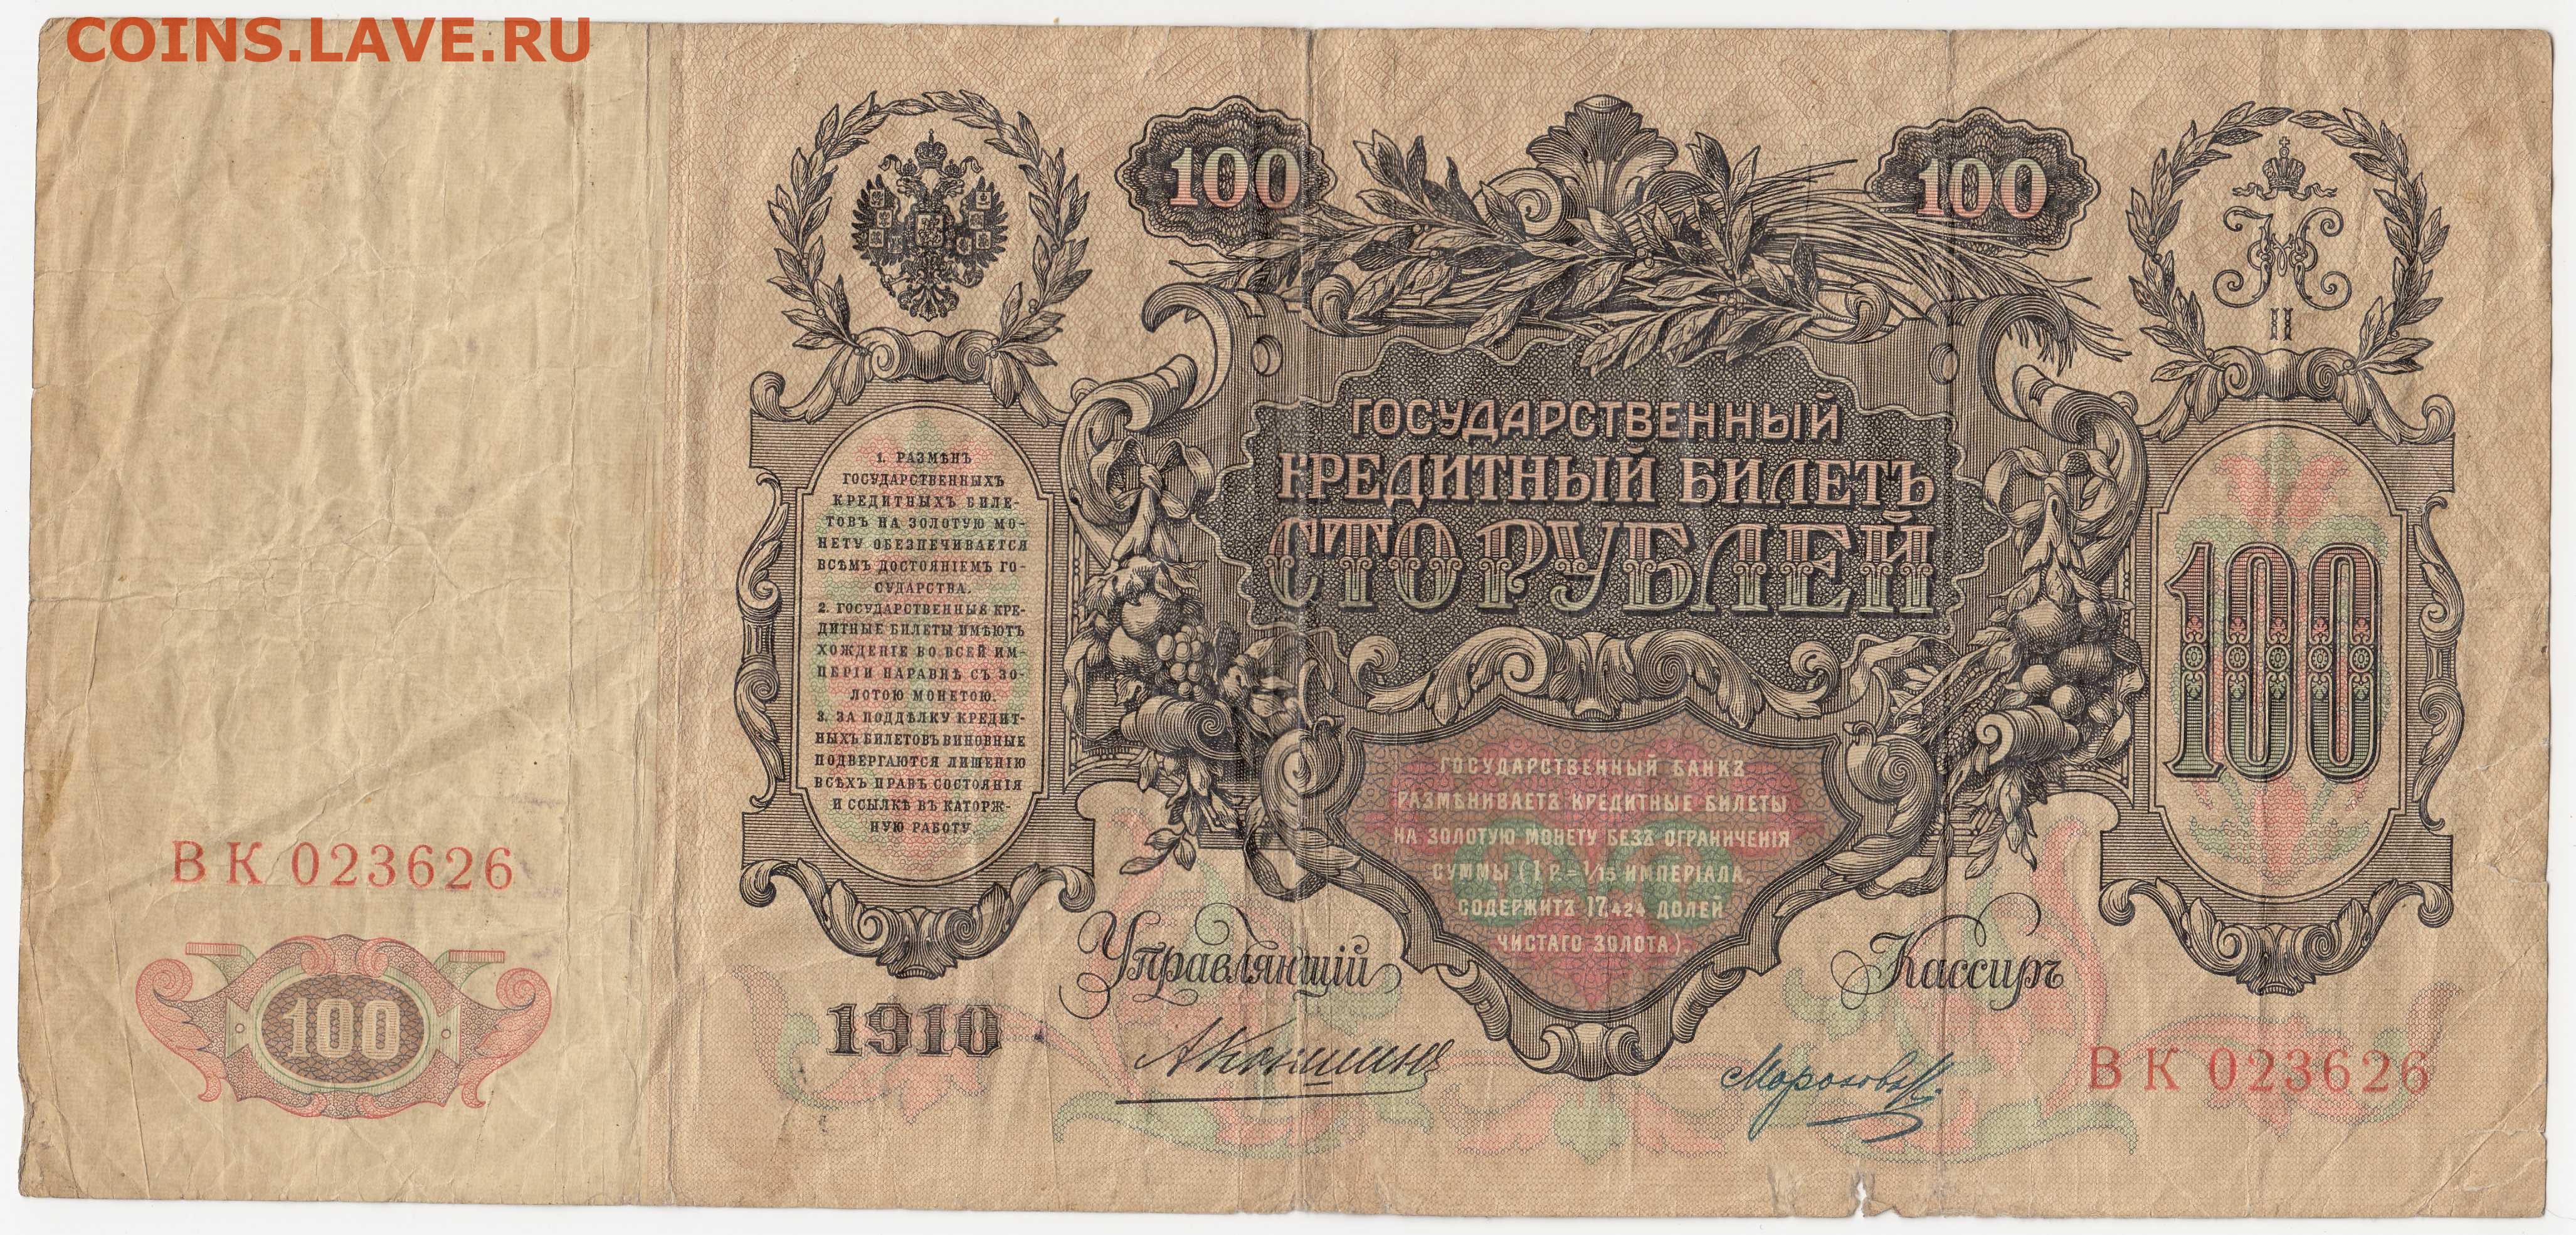 COINS.LAVE.RU
100
100
Н
II
ГОСУДАРСТВЕННЫЙ
КРЕДИТНЫЙ БИЛЕТЪ
СТО РУБЛЕЙ
1. РАЗМѢНЪ
ГОСУДАРСТВЕННЫХЪ
КРЕДИТНЫХЪ БИЛЕ-
ТОВЪ НА ЗОЛОТУЮ МО-
НЕТУ ОБЕЗПЕЧИВАЕТСЯ
ВСѢМЪ ДОСТОЯНІЕМЪ ГО-
СУДАРСТВА.
2. ГОСУДАРСТВЕННЫЕ КРЕ-
ДИТНЫЕ БИЛЕТЫ ИМѢЮТЪ
ХОЖДЕНІЕ ВО ВСЕЙ ИМ-
ПЕРІИ НАРАВНѢ СЪ ЗО-
ЛОТОЮ МОНЕТОЮ.
3. ЗА ПОДДѢЛКУ КРЕДИТ-
НЫХЪ БИЛЕТОВЪ ВИНОВНЫЕ
ПОДВЕРГАЮТСЯ ЛИШЕНІЮ
ВСѢХЪ ПРАВЪ СОСТОЯНІЯ
И ССЫЛКѢ ВЪ КАТОРЖ-
НУЮ РАБОТУ.
100
ГОСУДАРСТВЕННЫЙ БАНКЪ
РАЗМѢНИВАЕТЪ КРЕДИТНЫЕ БИЛЕТЫ
НА ЗОЛОТУЮ МОНЕТУ БЕЗЪ ОГРАНИЧЕНІЯ
СУММЫ (1 Р.=1/15 ИМПЕРІАЛА,
СОДЕРЖИТЪ 17,424 ДОЛЕЙ
ЧИСТАГО ЗОЛОТА).
ВК 023626
100
Управляющій
Кассиръ
1910
АКоншинъ
Морозовъ
ВК 023626